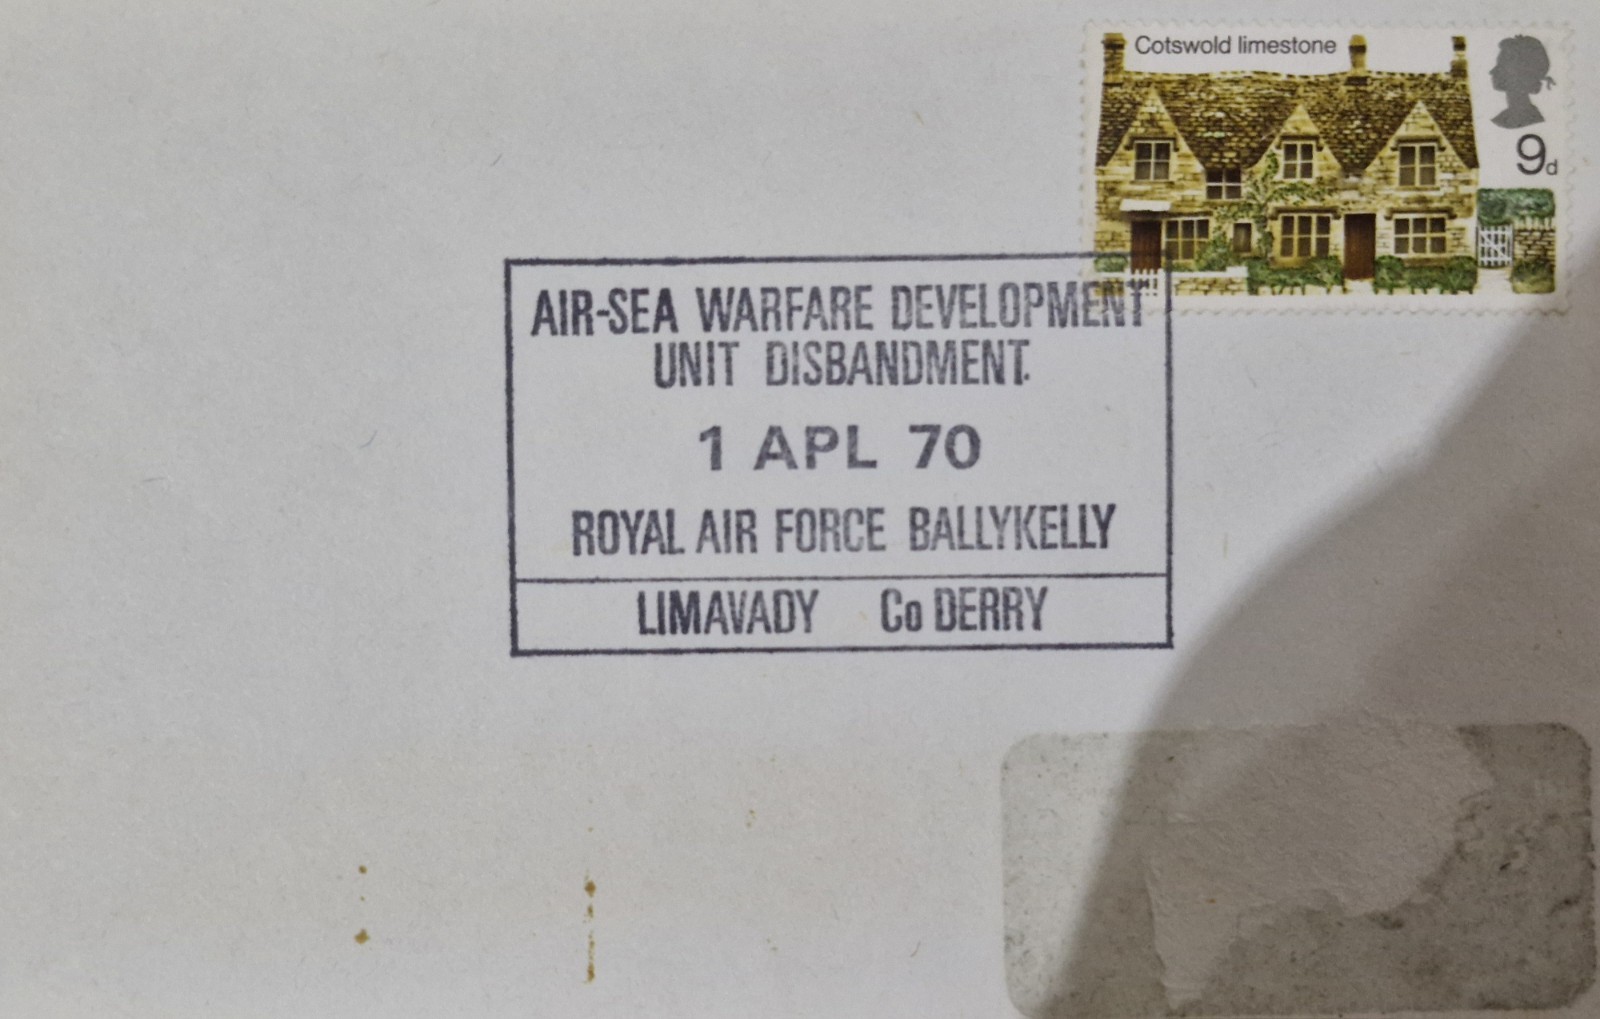 Cotswold limestone
9d
AIR-SEA WARFARE DEVELOPMENT
UNIT DISBANDMENT.
1 APL 70
ROYAL AIR FORCE BALLYKELLY
LIMAVADY Co DERRY